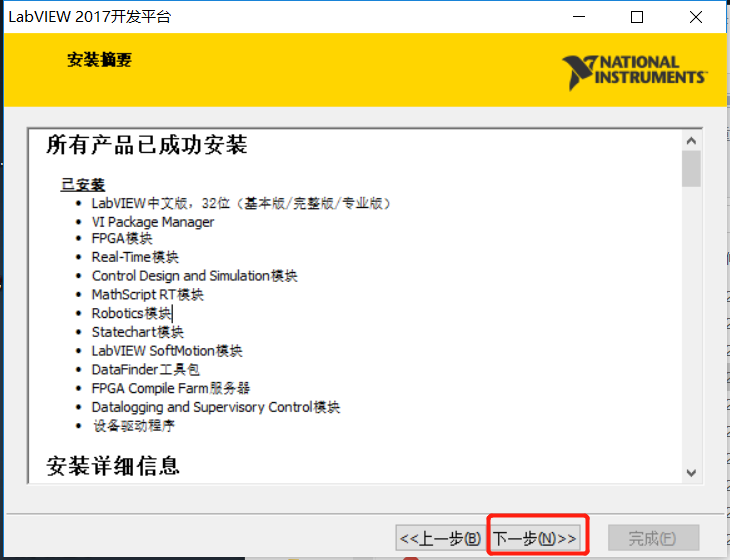 LabVIEW 2017开发平台
安装摘要
NATIONAL
INSTRUMENTS
所有产品已成功安装
已安装
• LabVIEW中文版，32位（基本版/完整版/专业版）
• VI Package Manager
• FPGA模块
• Real-Time模块
• Control Design and Simulation模块
• MathScript RT模块
• Robotics模块
• Statechart模块
• LabVIEW SoftMotion模块
• DataFinder工具包
• FPGA Compile Farm服务器
• Datalogging and Supervisory Control模块
• 设备驱动程序
安装详细信息
<<上一步(B) 下一步(N)>> 完成(F)